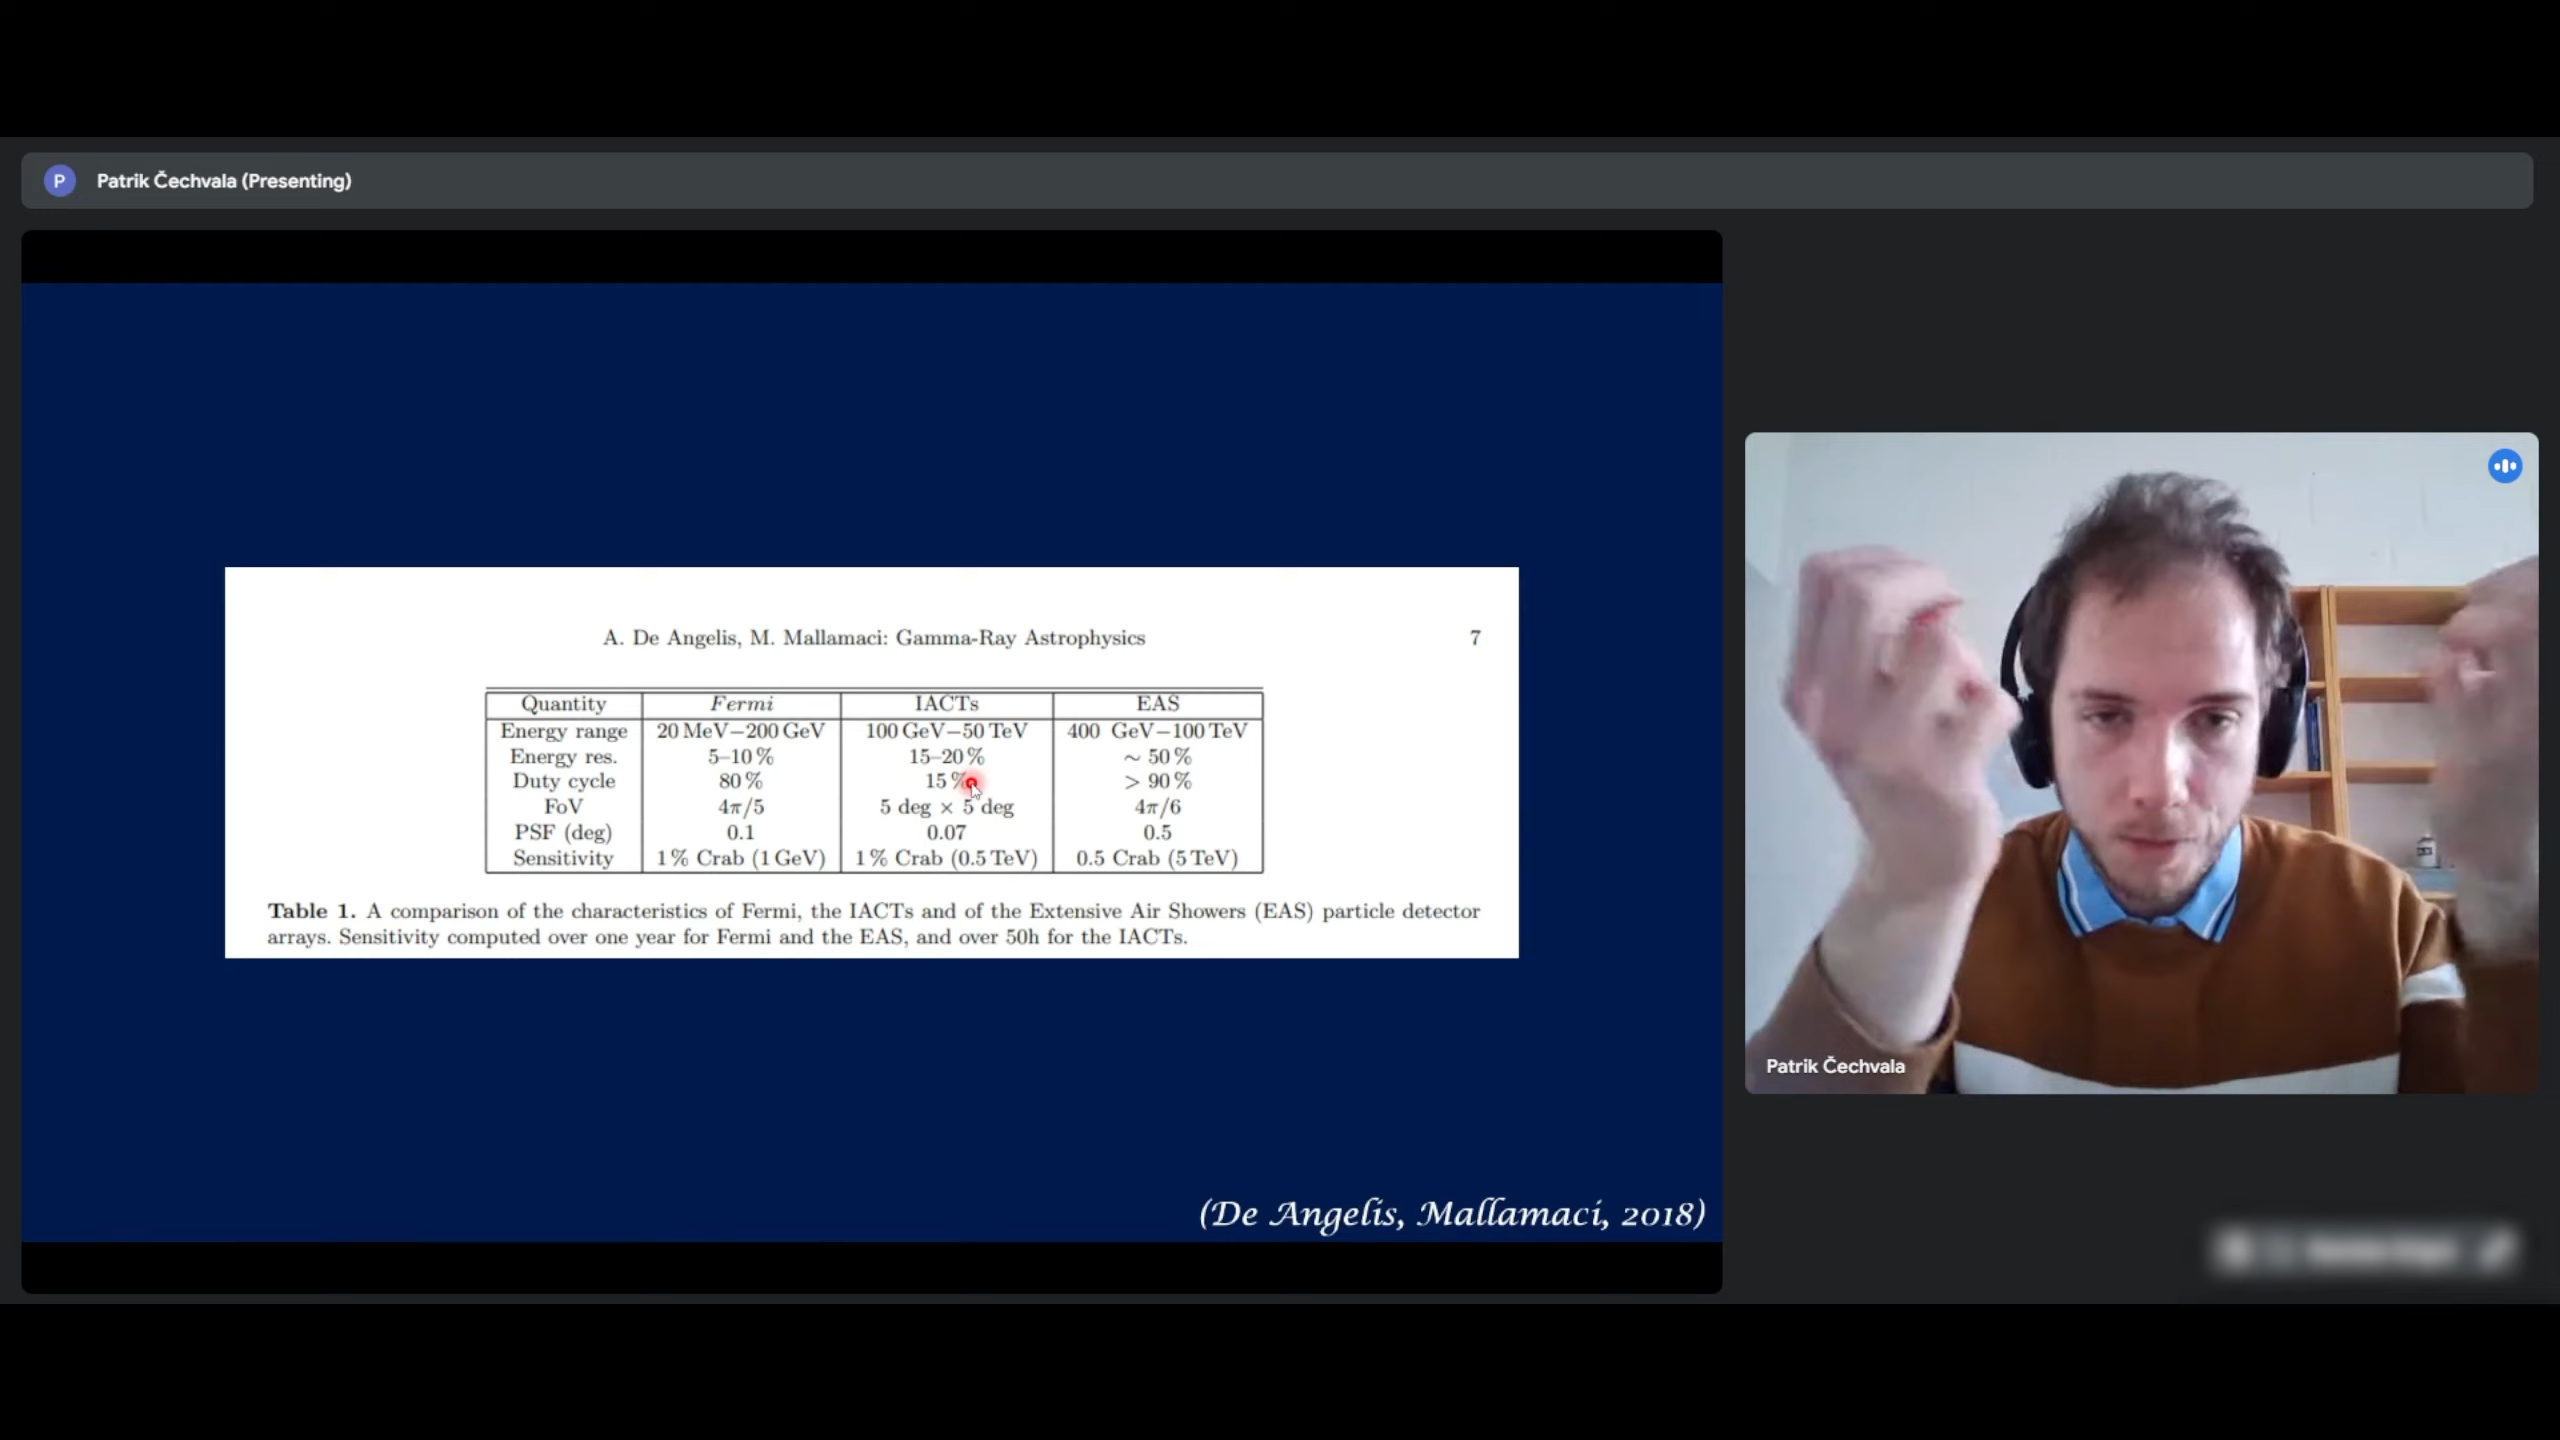 P Patrik Čechvala (Presenting)
A. De Angelis, M. Mallamaci: Gamma-Ray Astrophysics 7
Quantity Fermi IACTs EAS
Energy range 20 MeV–200 GeV 100 GeV–50 TeV 400 GeV–100 TeV
Energy res. 5–10 % 15–20 % ~ 50 %
Duty cycle 80 % 15 % > 90 %
FoV 4π/5 5 deg × 5 deg 4π/6
PSF (deg) 0.1 0.07 0.5
Sensitivity 1 % Crab (1 GeV) 1 % Crab (0.5 TeV) 0.5 Crab (5 TeV)
Table 1. A comparison of the characteristics of Fermi, the IACTs and of the Extensive Air Showers (EAS) particle detector
arrays. Sensitivity computed over one year for Fermi and the EAS, and over 50h for the IACTs.
(De Angelis, Mallamaci, 2018)
Patrik Čechvala